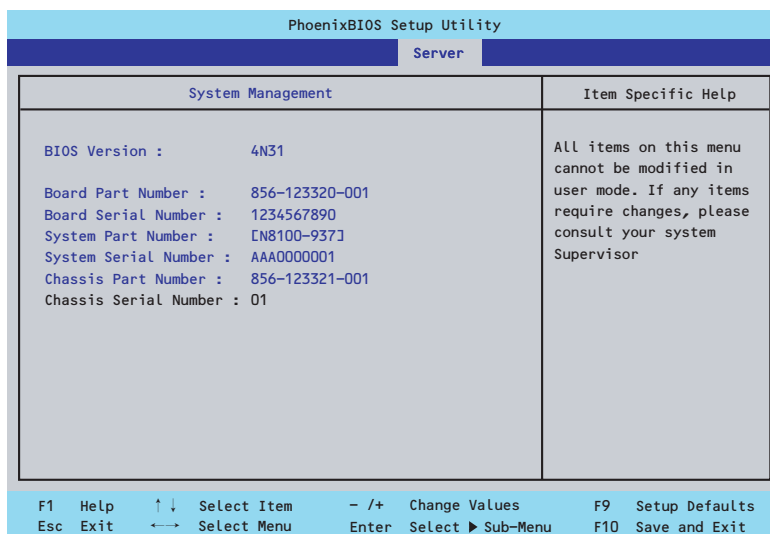 PhoenixBIOS Setup Utility
Server
System Management
Item Specific Help
BIOS Version : 4N31
Board Part Number : 856-123320-001
Board Serial Number : 1234567890
System Part Number : [N8100-937]
System Serial Number : AAA0000001
Chassis Part Number : 856-123321-001
Chassis Serial Number : 01
All items on this menu
cannot be modified in
user mode. If any items
require changes, please
consult your system
Supervisor
F1 Help ↑↓ Select Item - /+ Change Values F9 Setup Defaults
Esc Exit ←→ Select Menu Enter Select ▶ Sub-Menu F10 Save and Exit